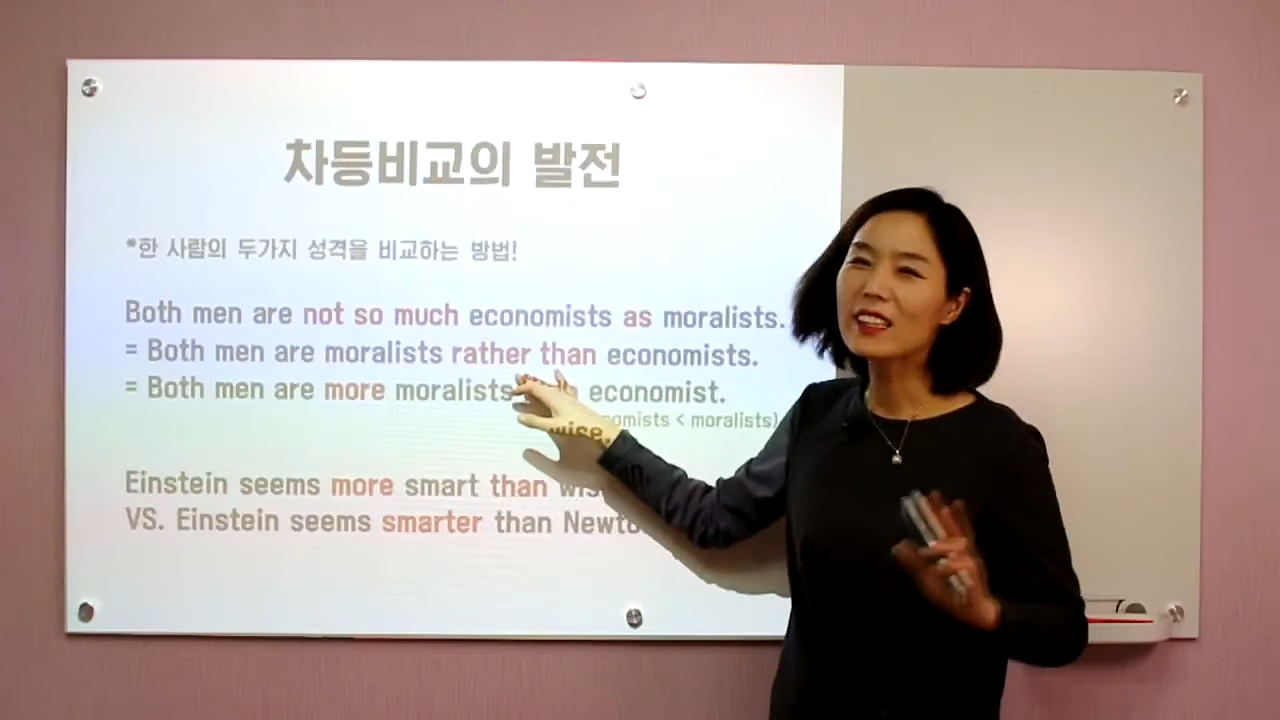 차등비교의 발전
*한 사람의 두가지 성격을 비교하는 방법!
Both men are not so much economists as moralists.
= Both men are moralists rather than economists.
= Both men are more moralists economist.
< moralists)
wise.
Einstein seems more smart than
VS. Einstein seems smarter than